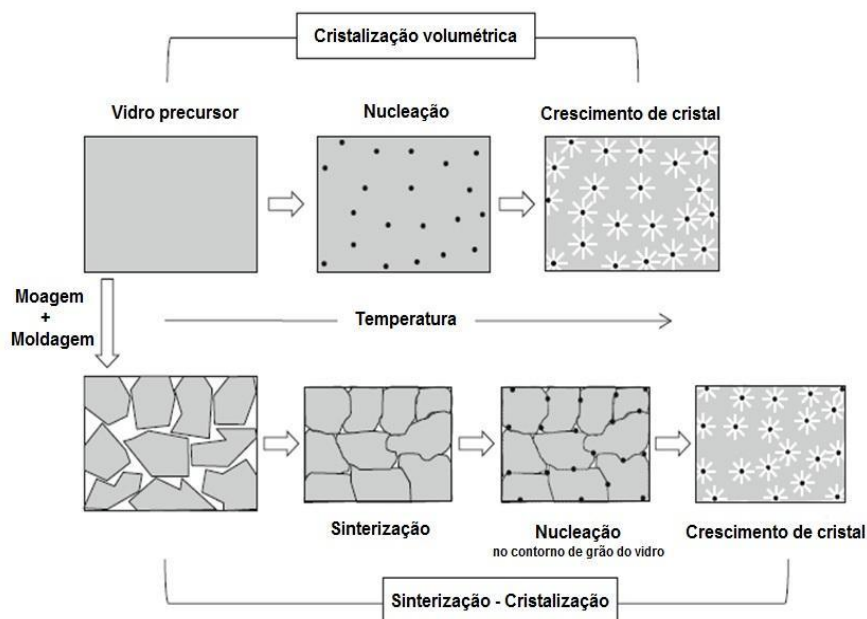 Cristalização volumétrica
Vidro precursor
Nucleação
Crescimento de cristal
Moagem
+
Moldagem
Temperatura
Sinterização
Nucleação
no contorno de grão do vidro
Crescimento de cristal
Sinterização - Cristalização